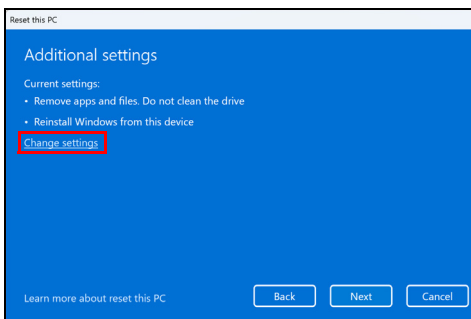 Reset this PC
Additional settings
Current settings:
• Remove apps and files. Do not clean the drive
• Reinstall Windows from this device
Change settings
Learn more about reset this PC
Back
Next
Cancel